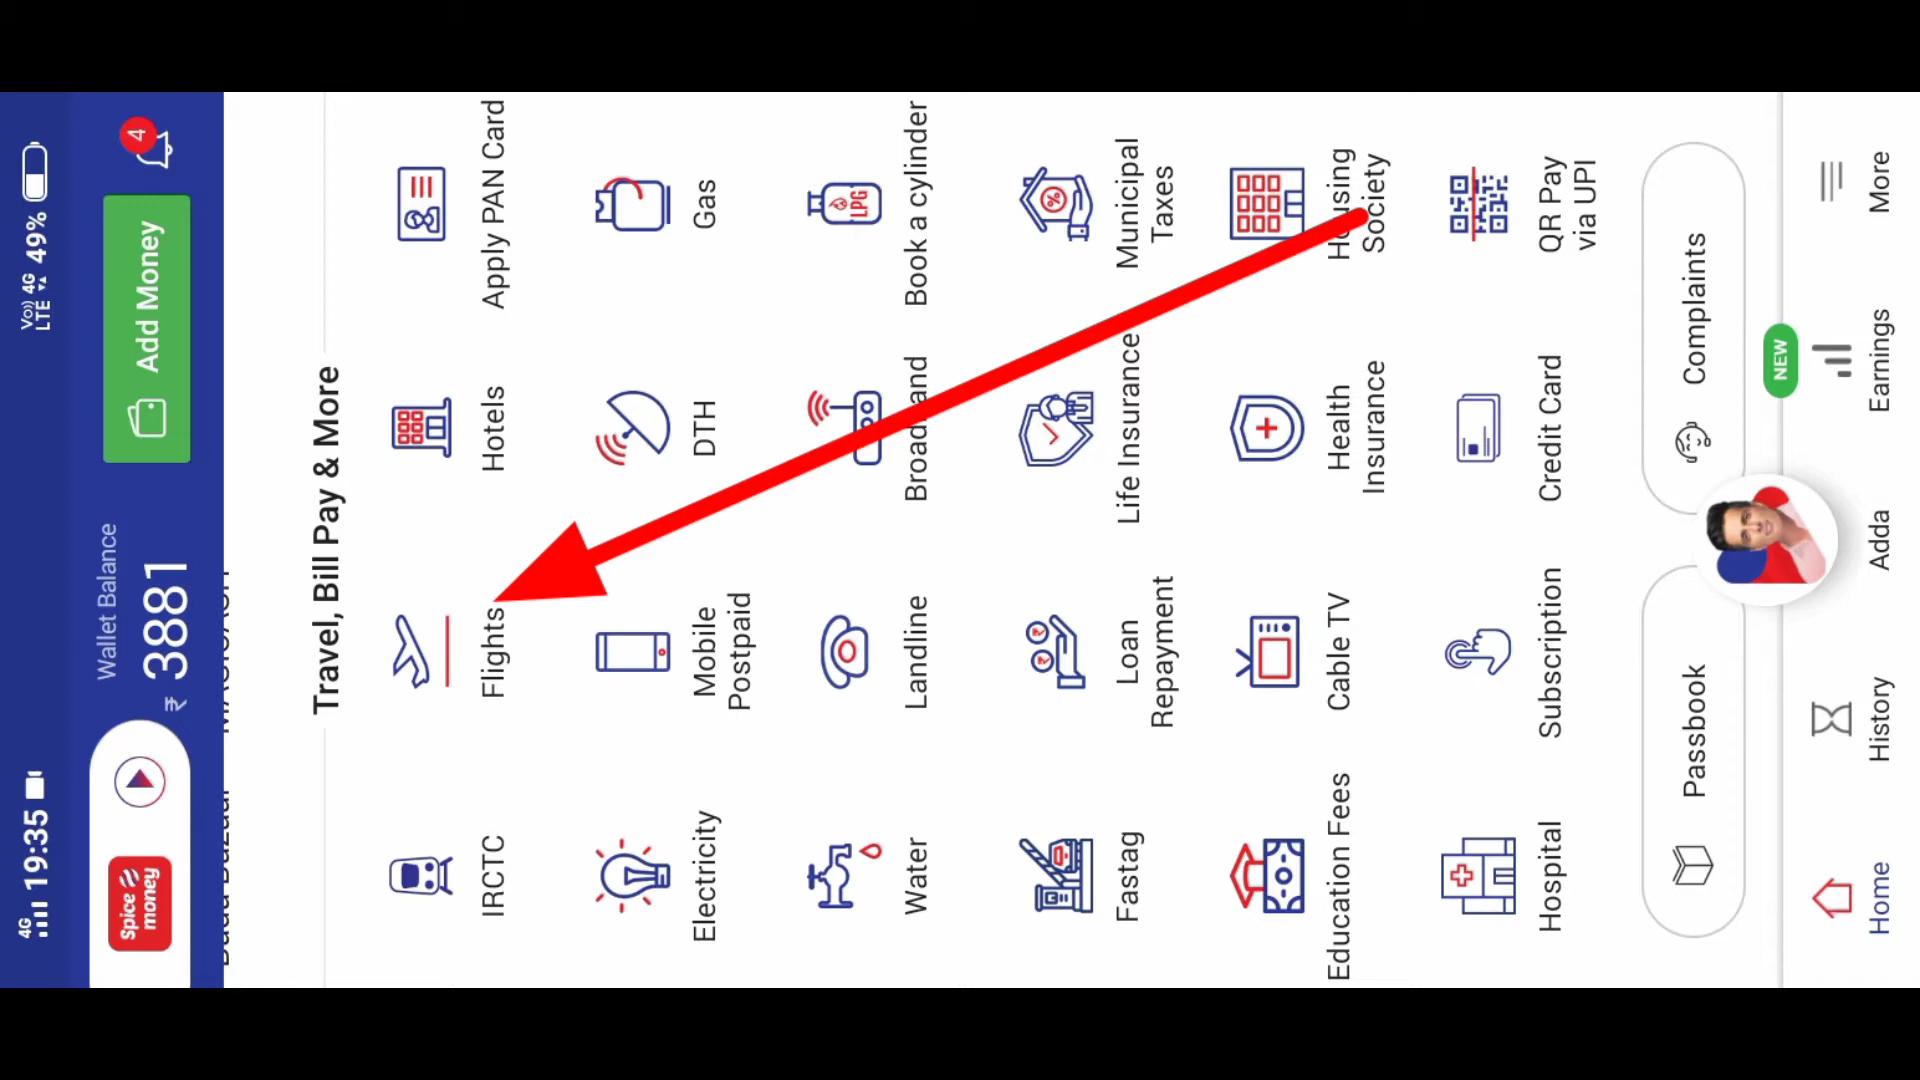 4G 19:35
Vo)) 4G
LTE 49%
Spice
money
Wallet Balance
₹ 3881
Add Money
4
Travel, Bill Pay & More
IRCTC
Flights
Hotels
Apply PAN Card
Electricity
Mobile
Postpaid
DTH
Gas
Water
Landline
Broadband
Book a cylinder
LPG
Fastag
Loan
Repayment
Life Insurance
Municipal
Taxes
Education Fees
Cable TV
Health
Insurance
Housing
Society
Hospital
Subscription
Credit Card
QR Pay
via UPI
Passbook
Complaints
NEW
Home
History
Adda
Earnings
More